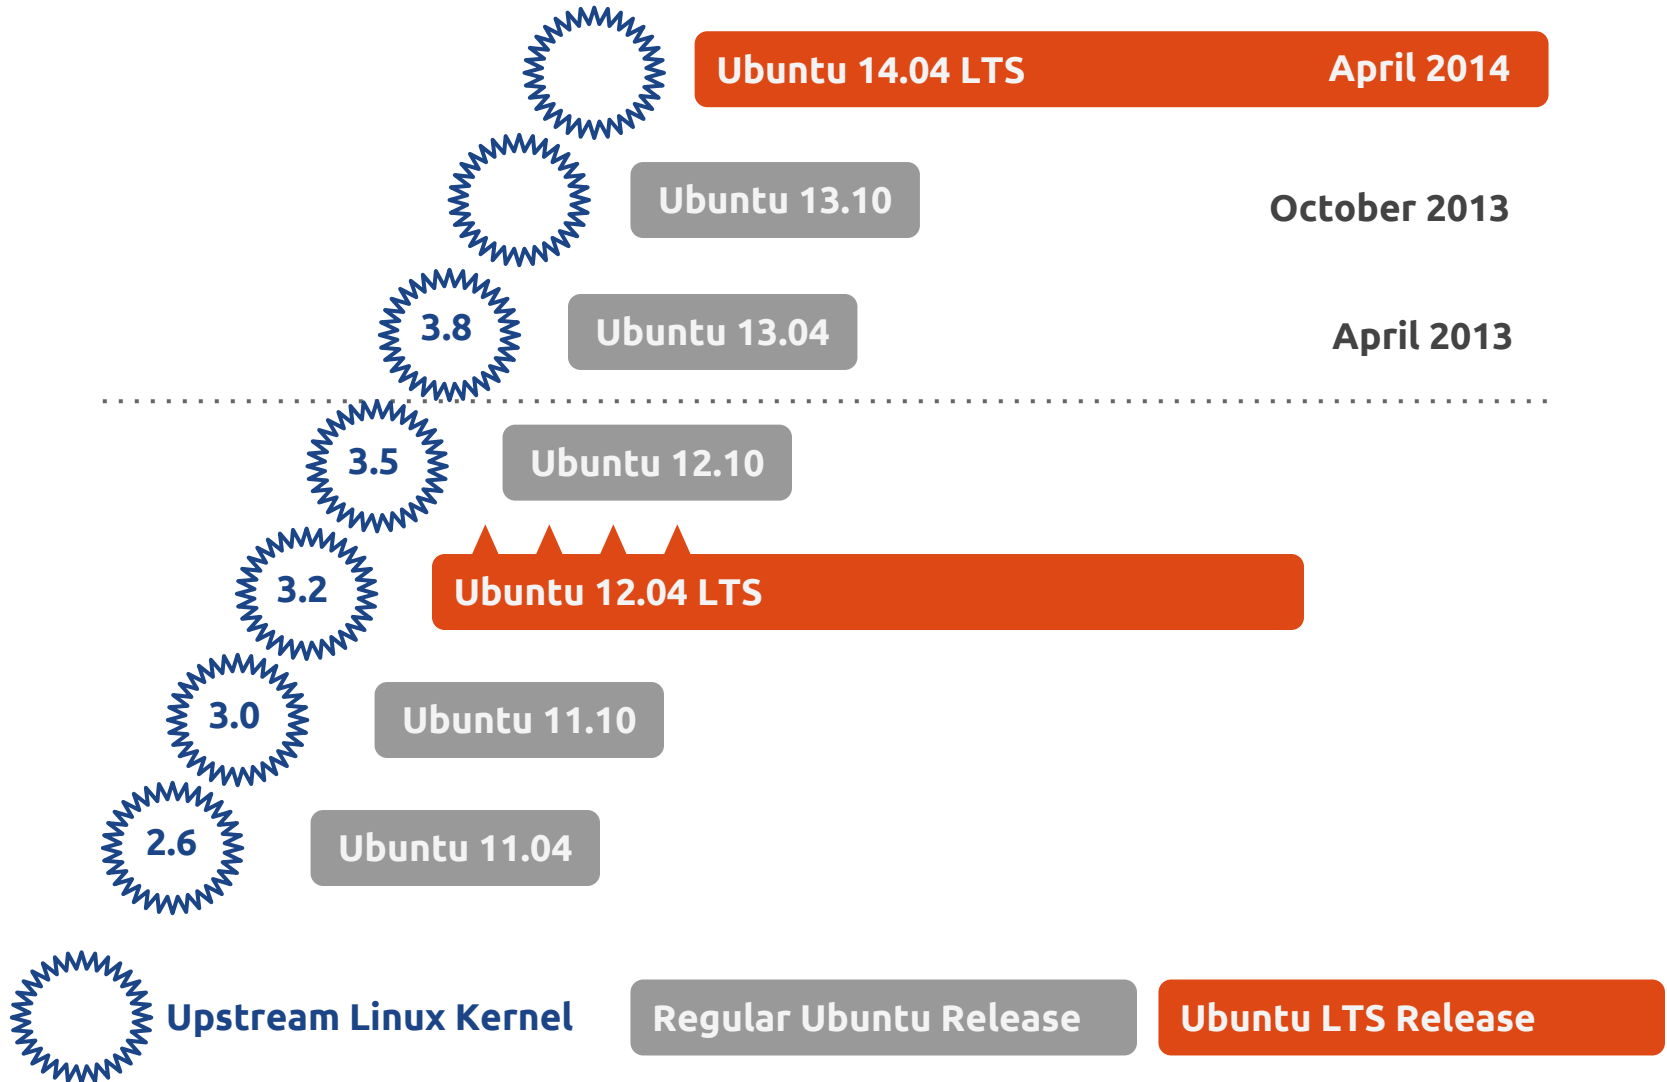 Ubuntu 14.04 LTS April 2014
Ubuntu 13.10 October 2013
3.8 Ubuntu 13.04 April 2013
3.5 Ubuntu 12.10
3.2 Ubuntu 12.04 LTS
3.0 Ubuntu 11.10
2.6 Ubuntu 11.04
Upstream Linux Kernel Regular Ubuntu Release Ubuntu LTS Release